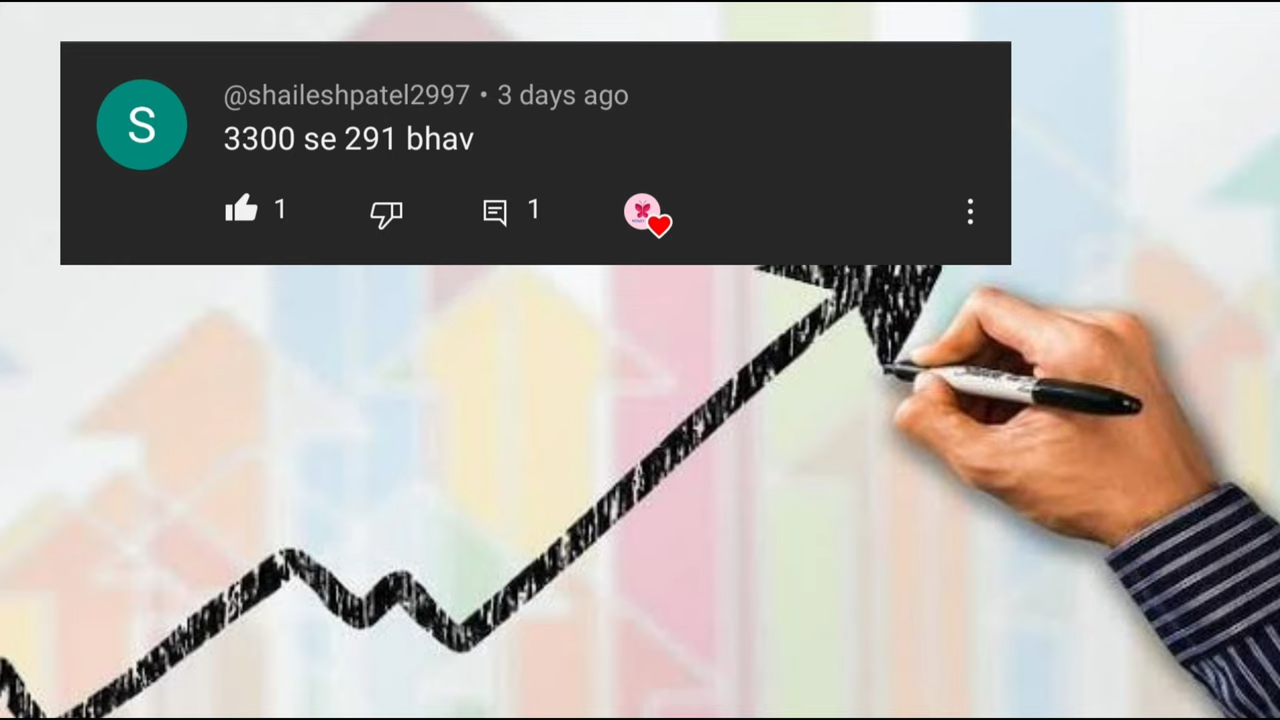 S
@shaileshpatel2997 • 3 days ago
3300 se 291 bhav
1
1